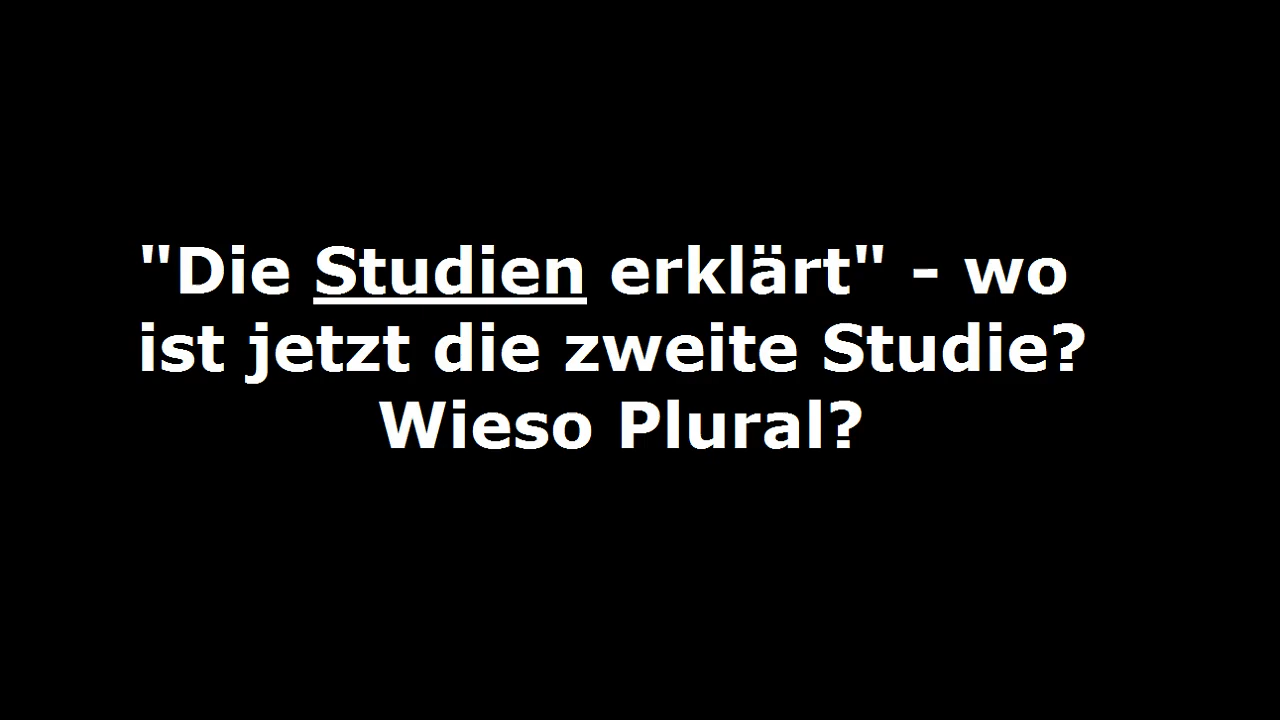 "Die Studien erklärt" - wo
ist jetzt die zweite Studie?
Wieso Plural?